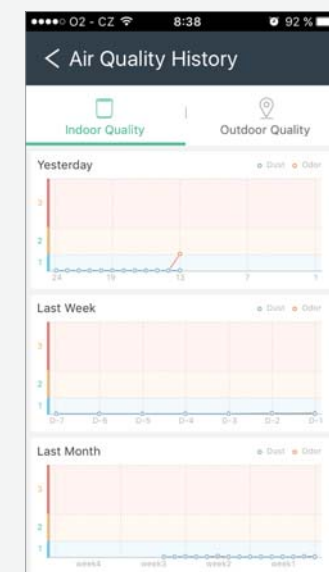 O2 - CZ 8:38 92 %
Air Quality History
Indoor Quality Outdoor Quality
Yesterday Dust Odor
3
2
1
24 19 13 7 1
Last Week Dust Odor
3
2
1
D-7 D-6 D-5 D-4 D-3 D-2 D-1
Last Month Dust Odor
3
2
1
week4 week3 week2 week1